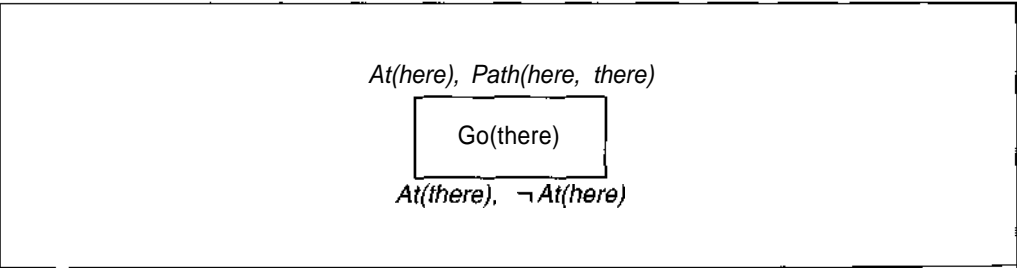 At(here), Path(here, there)
Go(there)
At(there), ¬ At(here)